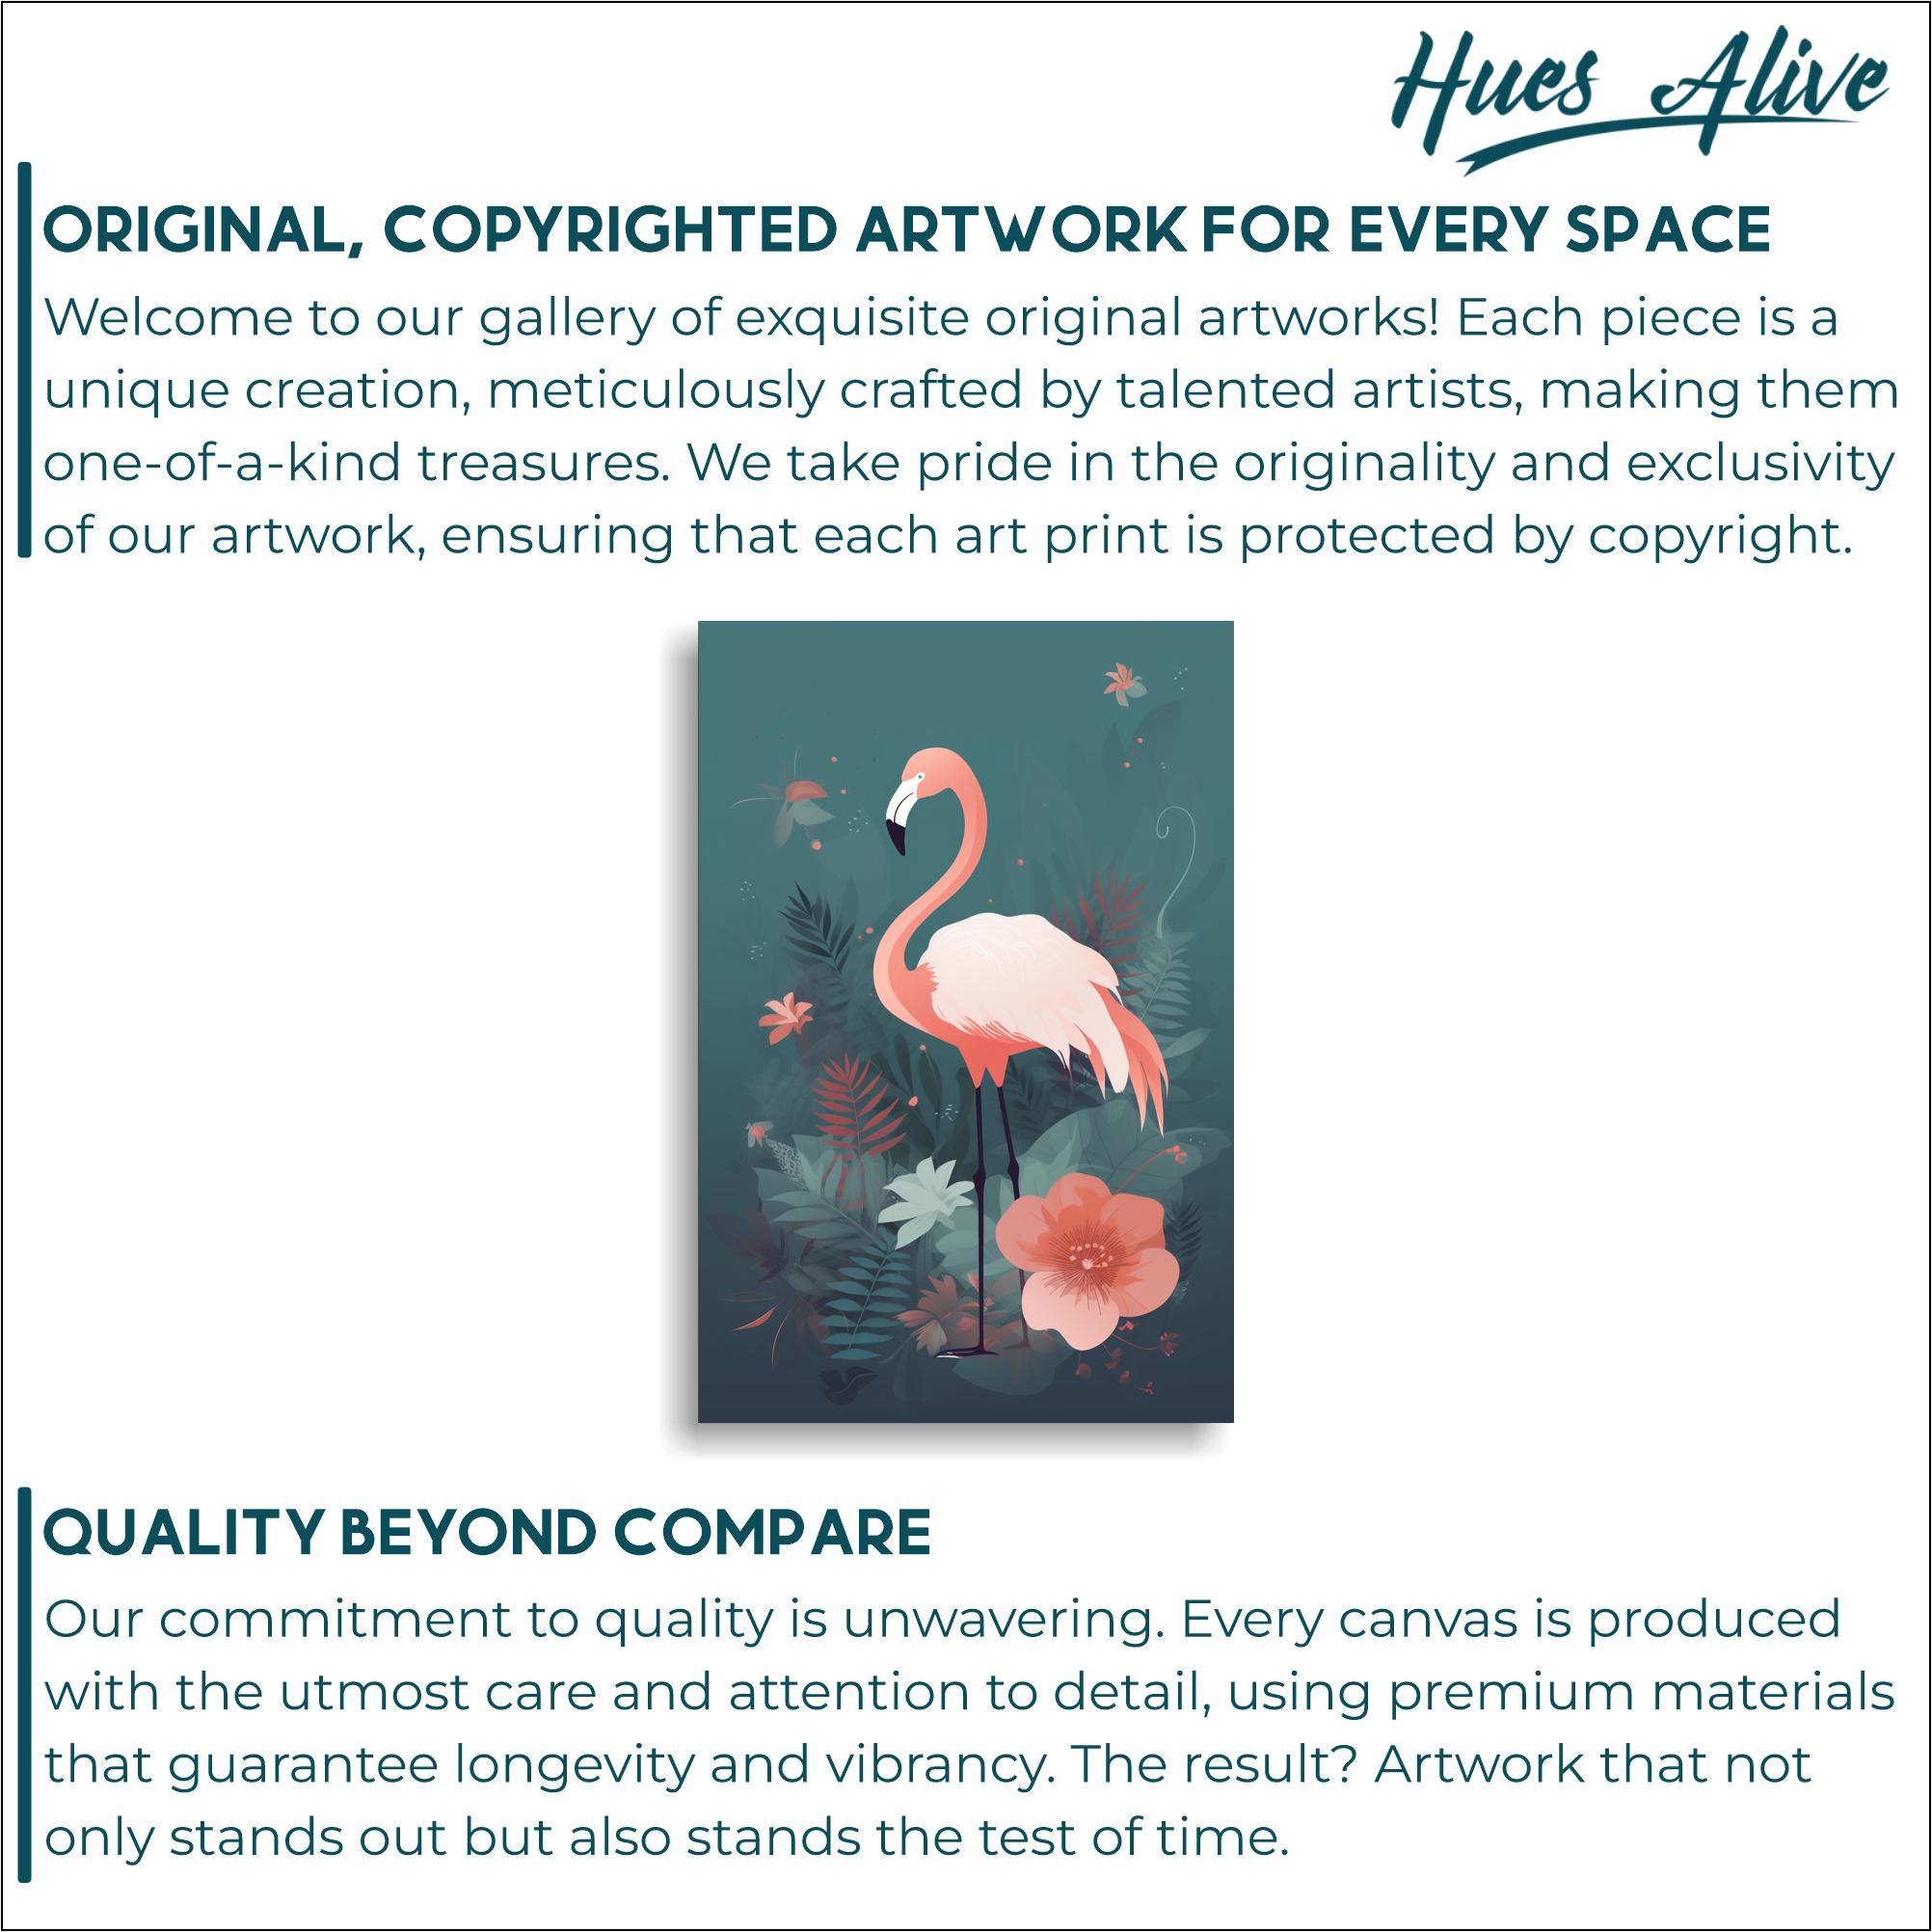 Hues Alive
ORIGINAL, COPYRIGHTED ARTWORK FOR EVERY SPACE
Welcome to our gallery of exquisite original artworks! Each piece is a
unique creation, meticulously crafted by talented artists, making them
one-of-a-kind treasures. We take pride in the originality and exclusivity
of our artwork, ensuring that each art print is protected by copyright.
QUALITY BEYOND COMPARE
Our commitment to quality is unwavering. Every canvas is produced
with the utmost care and attention to detail, using premium materials
that guarantee longevity and vibrancy. The result? Artwork that not
only stands out but also stands the test of time.